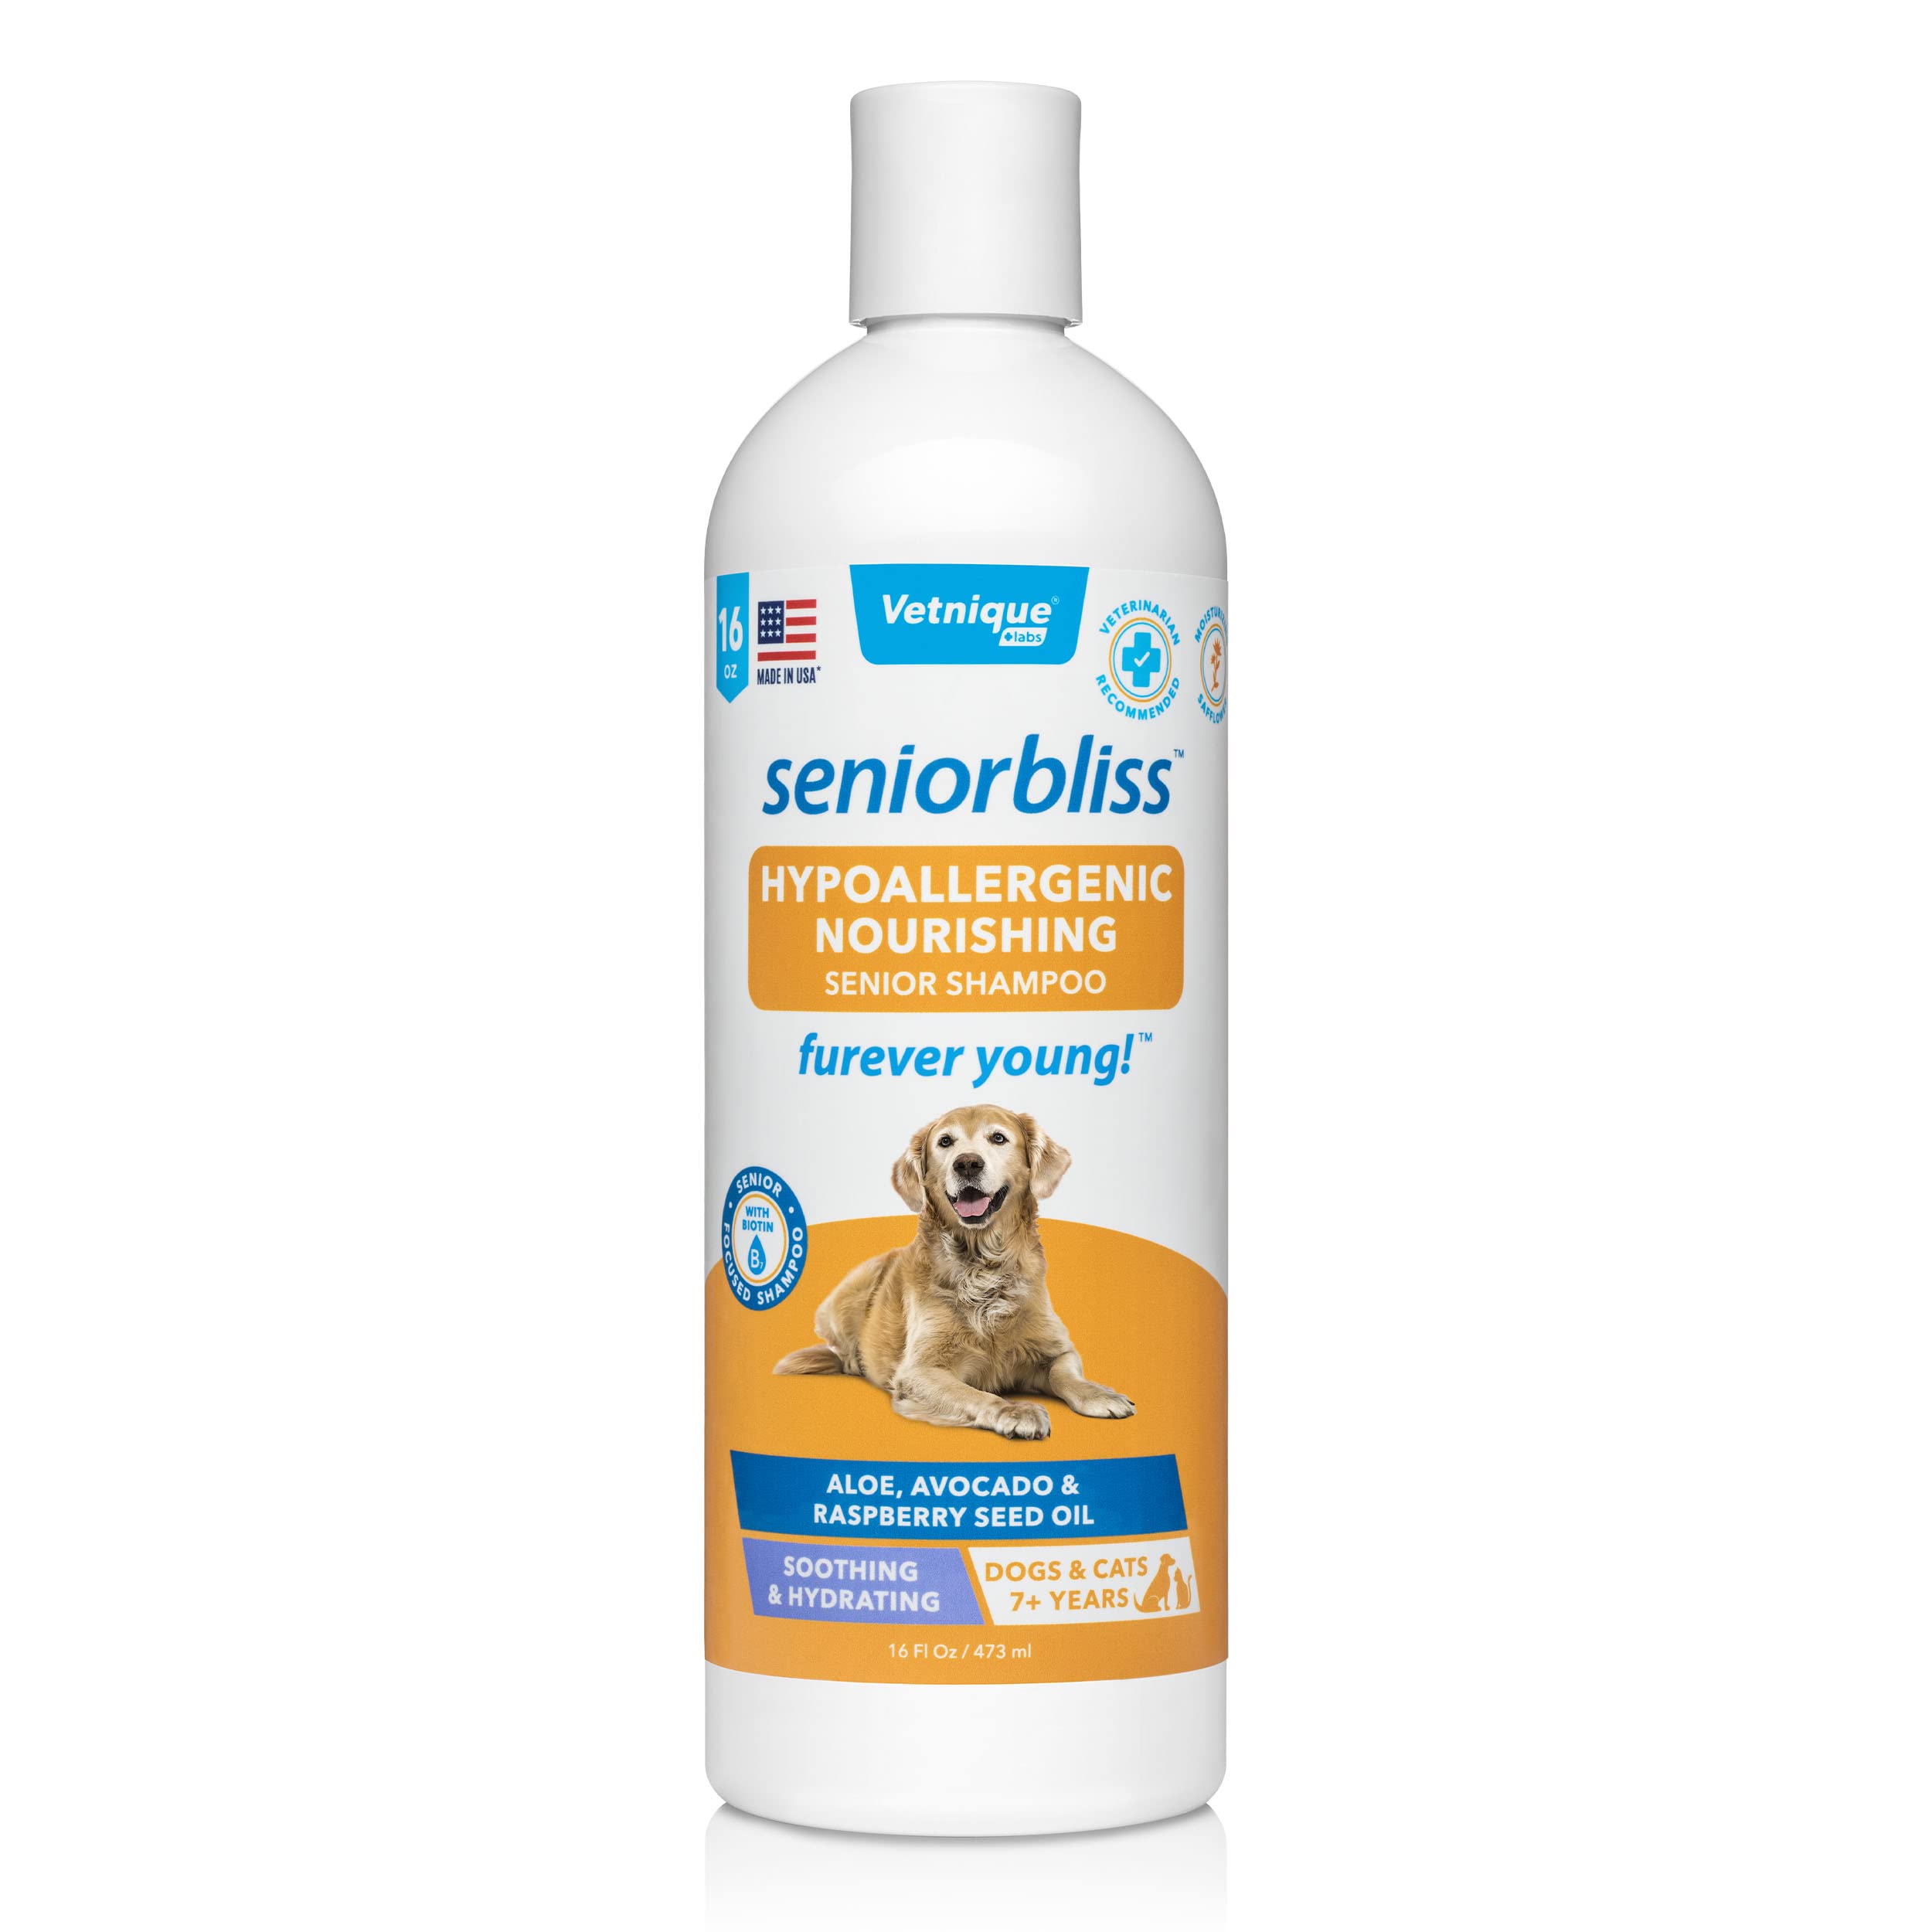 16
OZ
MADE IN USA*
Vetnique®
labs
VETERINARIAN
RECOMMENDED
seniorbliss™
HYPOALLERGENIC
NOURISHING
SENIOR SHAMPOO
furever young!™
SENIOR
WITH
BIOTIN
B7
FOCUSED SHAMPOO
ALOE, AVOCADO &
RASPBERRY SEED OIL
SOOTHING
& HYDRATING
DOGS & CATS
7+ YEARS
16 Fl Oz / 473 ml